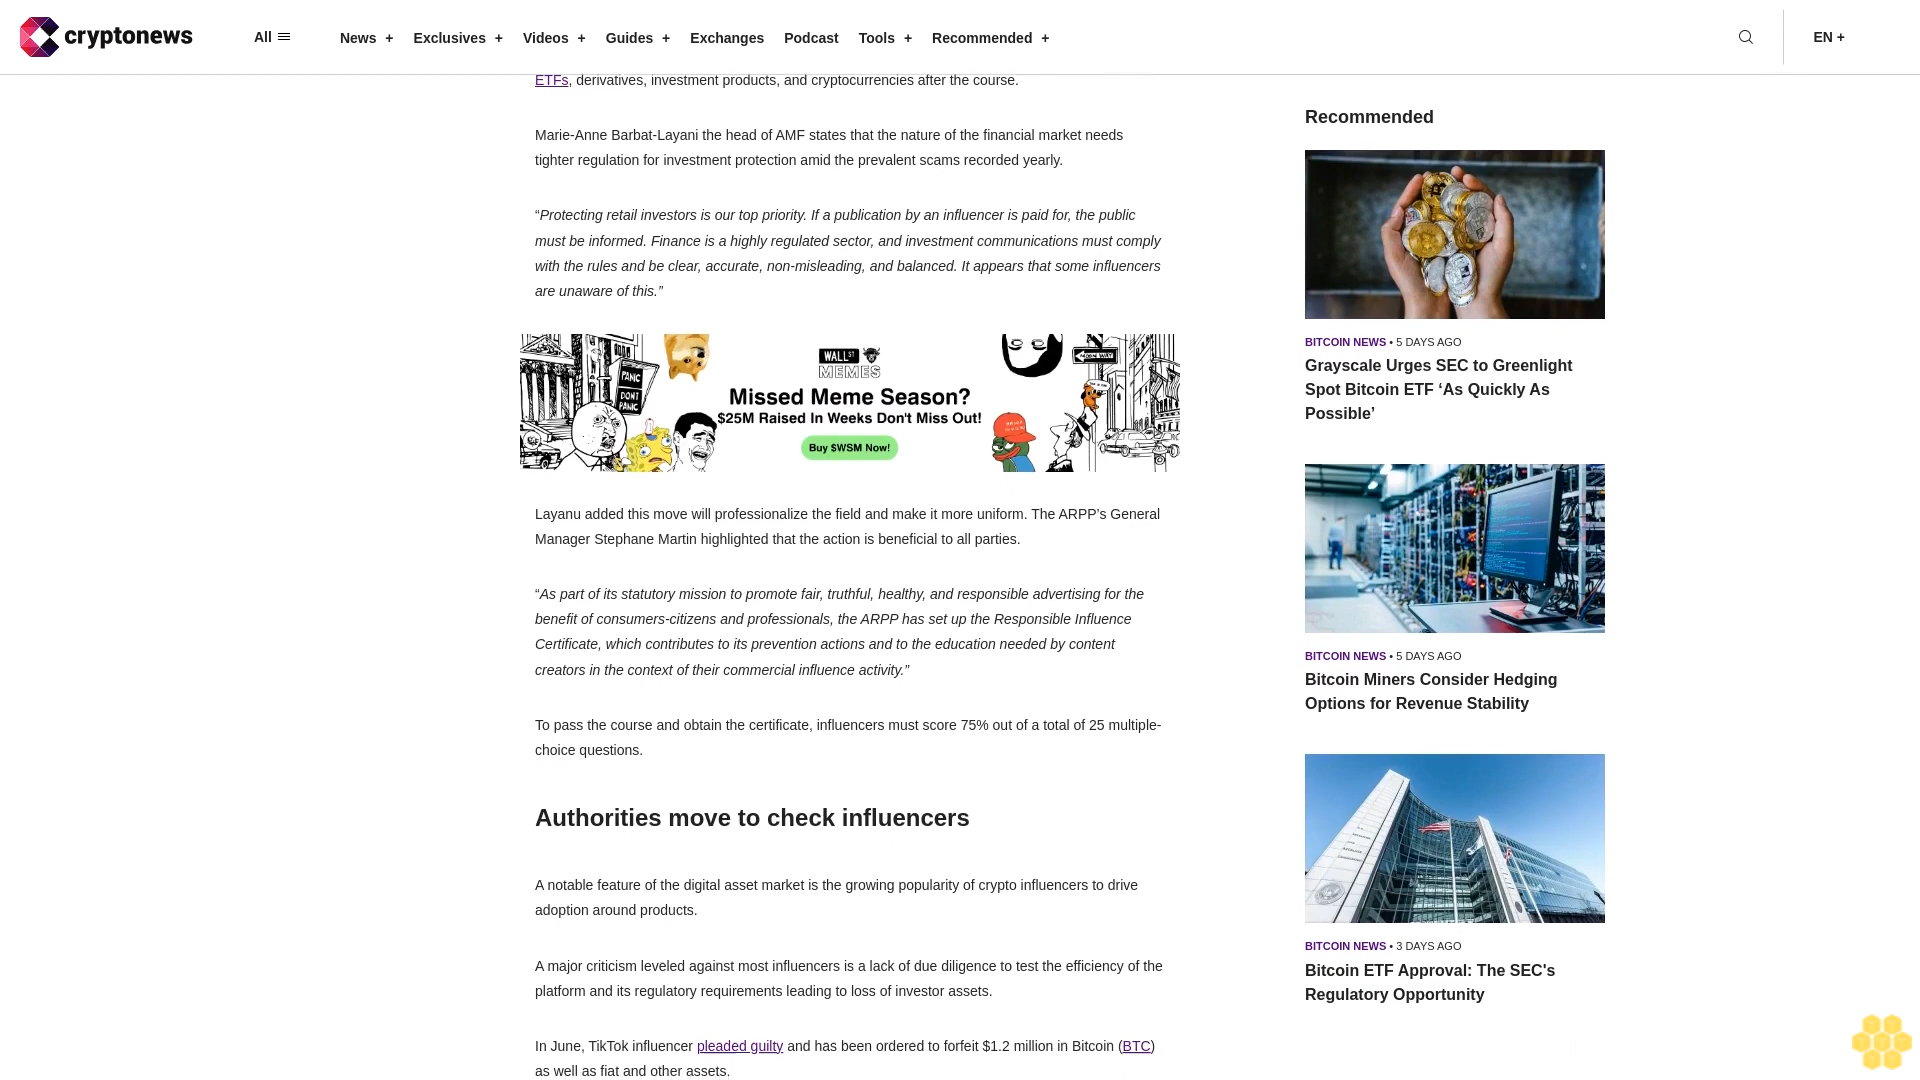 cryptonews
All
News +
Exclusives +
Videos +
Guides +
Exchanges
Podcast
Tools +
Recommended +
EN +
ETFs, derivatives, investment products, and cryptocurrencies after the course.
Marie-Anne Barbat-Layani the head of AMF states that the nature of the financial market needs
tighter regulation for investment protection amid the prevalent scams recorded yearly.
“Protecting retail investors is our top priority. If a publication by an influencer is paid for, the public
must be informed. Finance is a highly regulated sector, and investment communications must comply
with the rules and be clear, accurate, non-misleading, and balanced. It appears that some influencers
are unaware of this.”
PANIC
DONT
PANIC
WALL ST
MEMES
Missed Meme Season?
$25M Raised In Weeks Don't Miss Out!
Buy $WSM Now!
Layanu added this move will professionalize the field and make it more uniform. The ARPP’s General
Manager Stephane Martin highlighted that the action is beneficial to all parties.
“As part of its statutory mission to promote fair, truthful, healthy, and responsible advertising for the
benefit of consumers-citizens and professionals, the ARPP has set up the Responsible Influence
Certificate, which contributes to its prevention actions and to the education needed by content
creators in the context of their commercial influence activity.”
To pass the course and obtain the certificate, influencers must score 75% out of a total of 25 multiple-
choice questions.
Authorities move to check influencers
A notable feature of the digital asset market is the growing popularity of crypto influencers to drive
adoption around products.
A major criticism leveled against most influencers is a lack of due diligence to test the efficiency of the
platform and its regulatory requirements leading to loss of investor assets.
In June, TikTok influencer pleaded guilty and has been ordered to forfeit $1.2 million in Bitcoin (BTC)
as well as fiat and other assets.
Recommended
BITCOIN NEWS • 5 DAYS AGO
Grayscale Urges SEC to Greenlight
Spot Bitcoin ETF ‘As Quickly As
Possible’
BITCOIN NEWS • 5 DAYS AGO
Bitcoin Miners Consider Hedging
Options for Revenue Stability
BITCOIN NEWS • 3 DAYS AGO
Bitcoin ETF Approval: The SEC's
Regulatory Opportunity